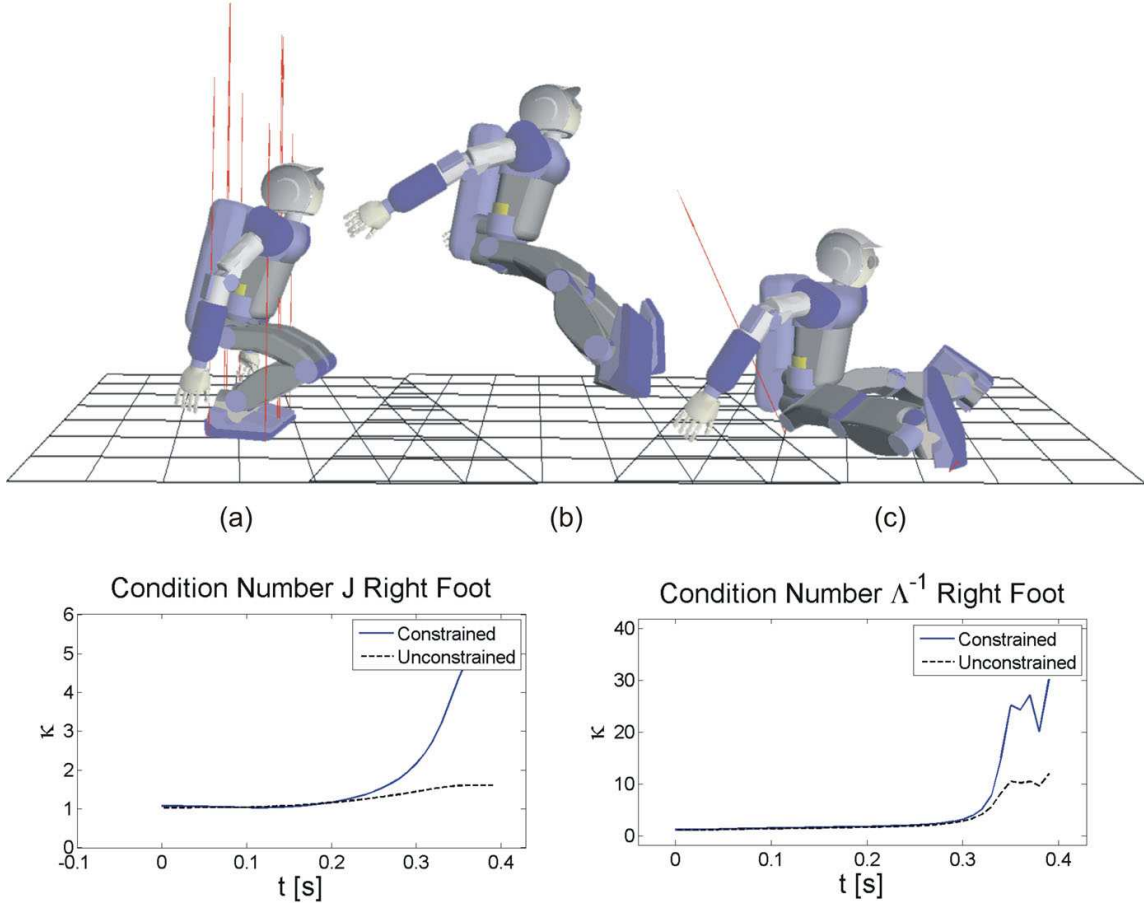 (a)
(b)
(c)
Condition Number J Right Foot
6
5
4
3
2
1
0
κ
Constrained
Unconstrained
-0.1
0
0.1
0.2
0.3
0.4
t [s]
Condition Number Λ⁻¹ Right Foot
40
30
20
10
0
κ
Constrained
Unconstrained
0
0.1
0.2
0.3
0.4
t [s]